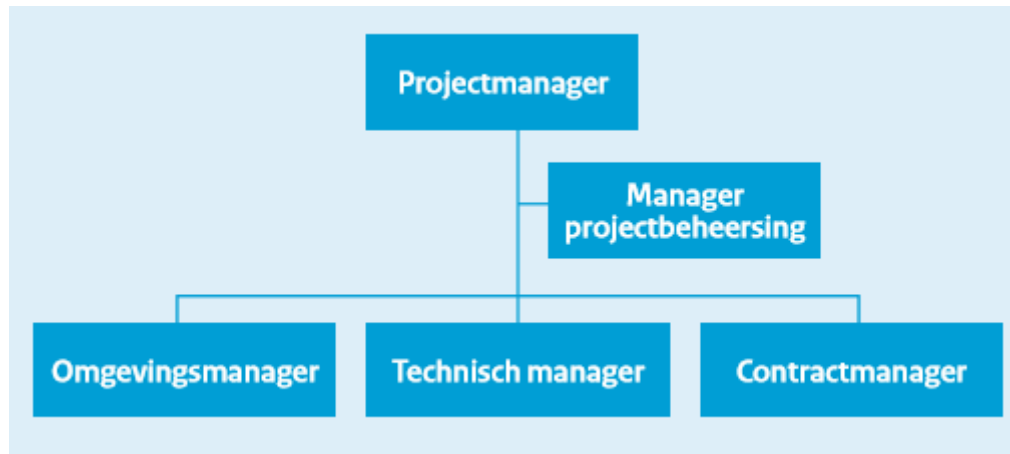 Projectmanager
Manager
projectbeheersing
Omgevingsmanager
Technisch manager
Contractmanager